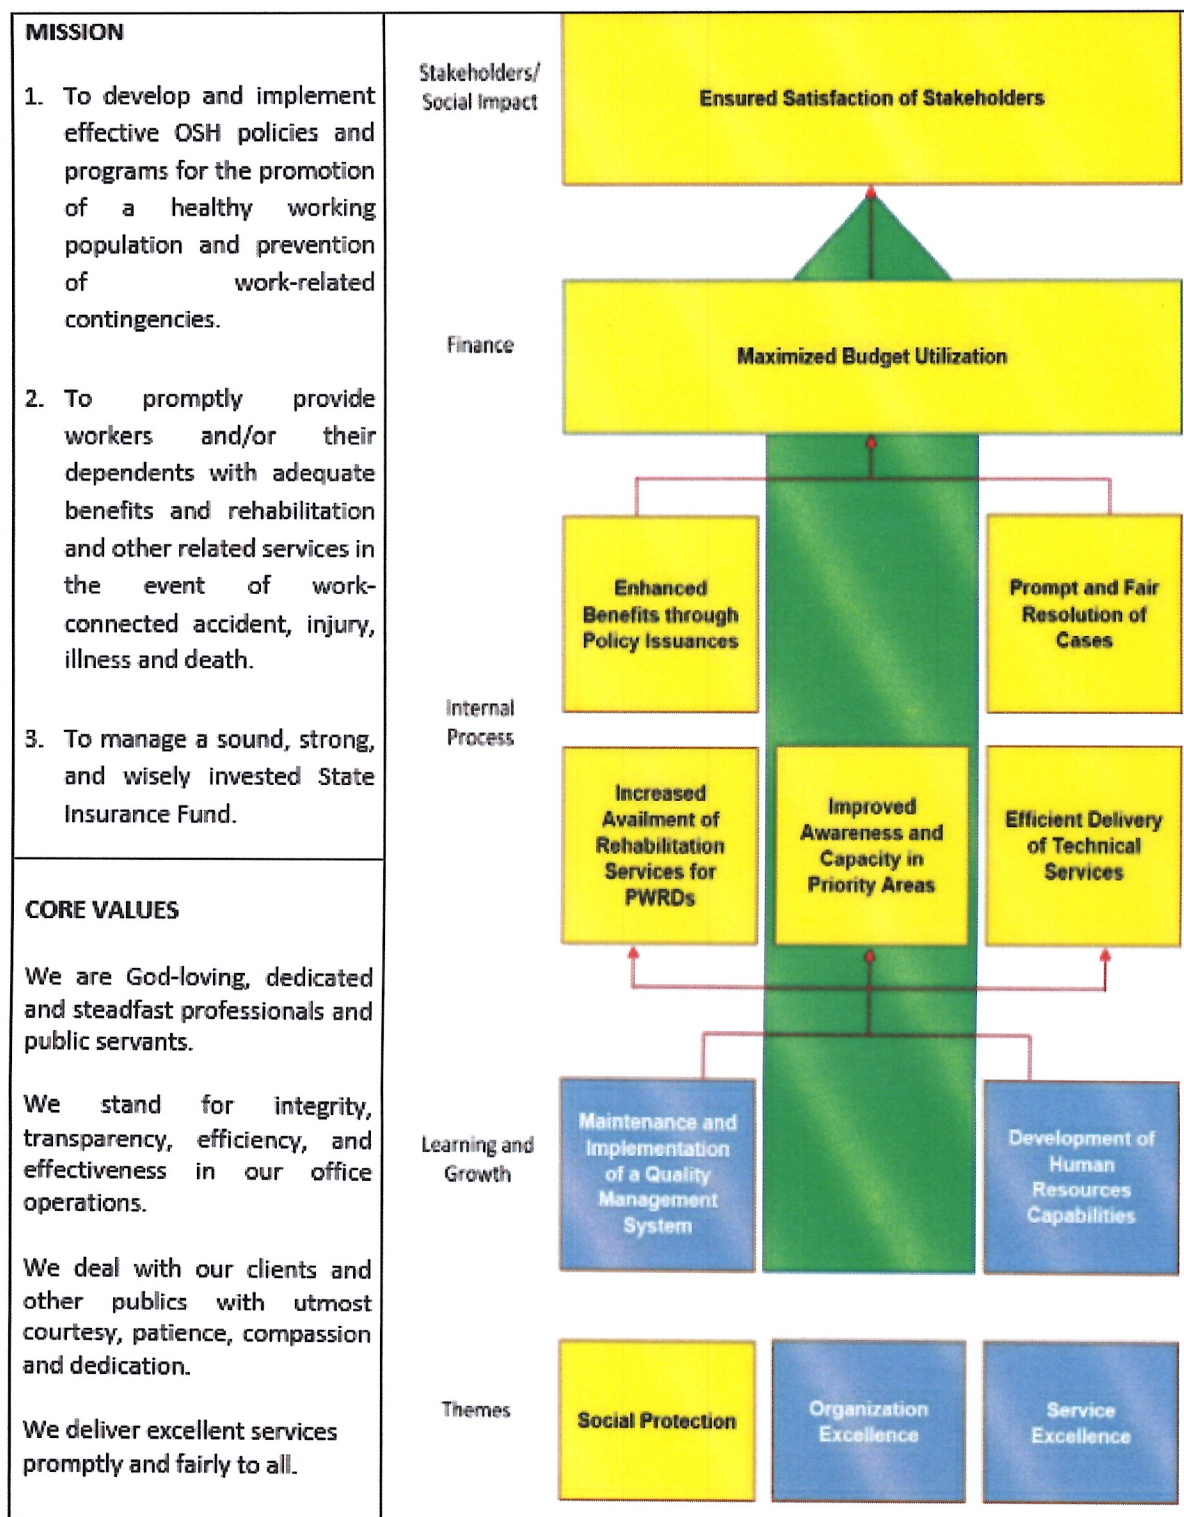 MISSION
1. To develop and implement
effective OSH policies and
programs for the promotion
of a healthy working
population and prevention
of work-related
contingencies.
2. To promptly provide
workers and/or their
dependents with adequate
benefits and rehabilitation
and other related services in
the event of work-
connected accident, injury,
illness and death.
3. To manage a sound, strong,
and wisely invested State
Insurance Fund.
CORE VALUES
We are God-loving, dedicated
and steadfast professionals and
public servants.
We stand for integrity,
transparency, efficiency, and
effectiveness in our office
operations.
We deal with our clients and
other publics with utmost
courtesy, patience, compassion
and dedication.
We deliver excellent services
promptly and fairly to all.
Stakeholders/
Social Impact
Ensured Satisfaction of Stakeholders
Finance
Maximized Budget Utilization
Internal
Process
Enhanced
Benefits through
Policy Issuances
Prompt and Fair
Resolution of
Cases
Increased
Availment of
Rehabilitation
Services for
PWRDs
Improved
Awareness and
Capacity in
Priority Areas
Efficient Delivery
of Technical
Services
Learning and
Growth
Maintenance and
Implementation
of a Quality
Management
System
Development of
Human
Resources
Capabilities
Themes
Social Protection
Organization
Excellence
Service
Excellence